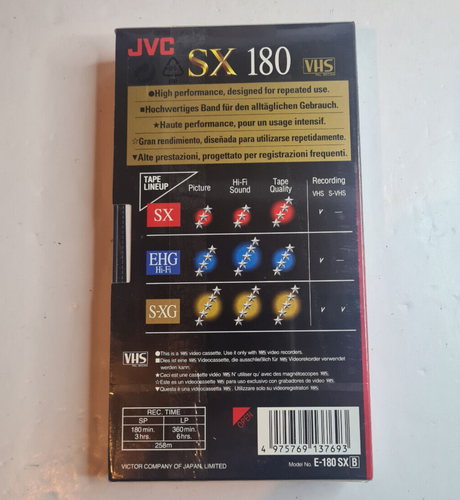 JVC SX 180 VHS
●High performance, designed for repeated use.
■Hochwertiges Band für den alltäglichen Gebrauch.
★Haute performance, pour un usage intensif.
☆Gran rendimiento, diseñada para utilizarse repetidamente.
▼Alte prestazioni, progettato per registrazioni frequenti.
TAPE LINEUP
Picture Hi-Fi Sound Tape Quality Recording
VHS S-VHS
SX
EHG Hi-Fi
S-XG
VHS
●This is a VHS video cassette. Use it only with VHS video recorders.
■Dies ist eine VHS Videocassette, die ausschließlich für VHS Videorekorder verwendet
werden kann.
★Ceci est une cassette vidéo VHS N' utiliser qu' avec des magnétoscopes VHS.
☆Este es un videocassette VHS para uso exclusivo con grabadores de video VHS.
▼Questa è una videocassetta VHS. Utilizzare solo su videoregistratori VHS.
REC. TIME
SP LP
180 min. 360 min.
3 hrs. 6 hrs.
258m
OPEN
4 975769 137693
VICTOR COMPANY OF JAPAN, LIMITED
Model No. E-180 SX B